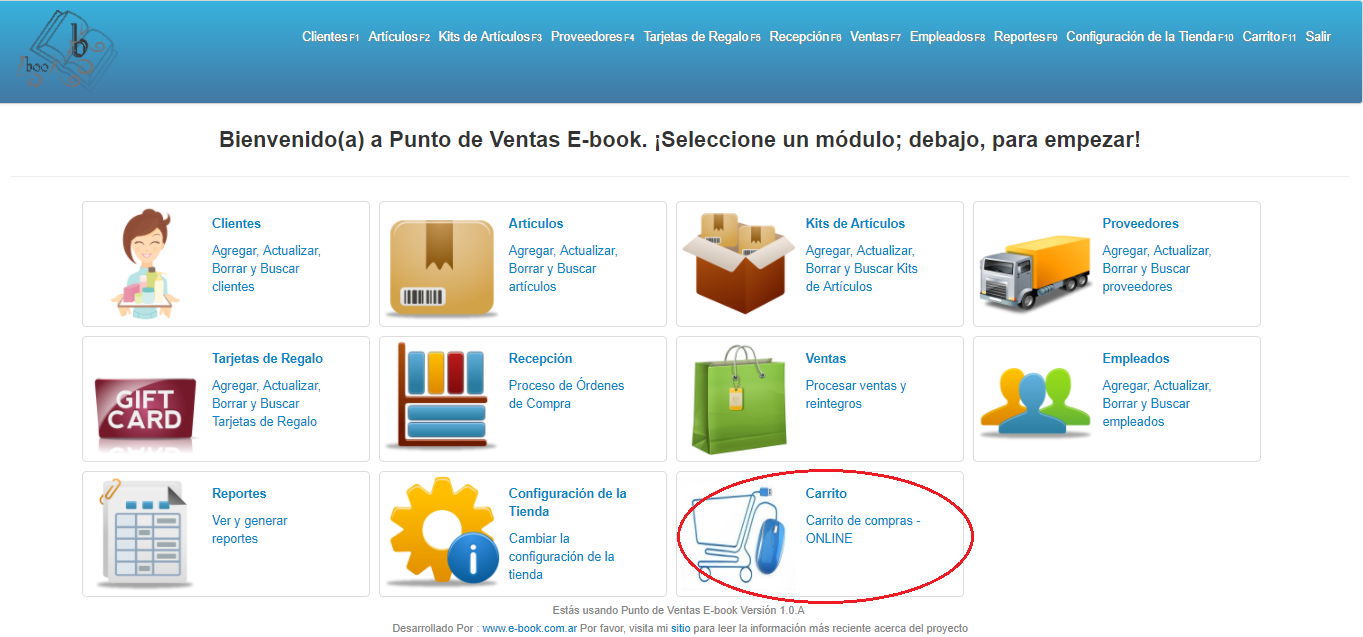 b
book
Clientes F1 Artículos F2 Kits de Artículos F3 Proveedores F4 Tarjetas de Regalo F5 Recepción F6 Ventas F7 Empleados F8 Reportes F9 Configuración de la Tienda F10 Carrito F11 Salir
Bienvenido(a) a Punto de Ventas E-book. ¡Seleccione un módulo; debajo, para empezar!
Clientes
Agregar, Actualizar,
Borrar y Buscar
clientes
Artículos
Agregar, Actualizar,
Borrar y Buscar
artículos
Kits de Artículos
Agregar, Actualizar,
Borrar y Buscar Kits
de Artículos
Proveedores
Agregar, Actualizar,
Borrar y Buscar
proveedores
GIFT
CARD
Tarjetas de Regalo
Agregar, Actualizar,
Borrar y Buscar
Tarjetas de Regalo
Recepción
Proceso de Órdenes
de Compra
Ventas
Procesar ventas y
reintegros
Empleados
Agregar, Actualizar,
Borrar y Buscar
empleados
Reportes
Ver y generar
reportes
i
Configuración de la
Tienda
Cambiar la
configuración de la
tienda
Carrito
Carrito de compras -
ONLINE
Estás usando Punto de Ventas E-book Versión 1.0.A
Desarrollado Por : www.e-book.com.ar Por favor, visita mi sitio para leer la información más reciente acerca del proyecto